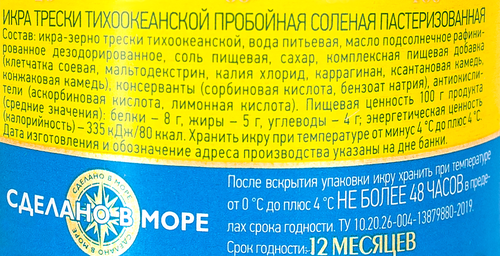 ИКРА ТРЕСКИ ТИХООКЕАНСКОЙ ПРОБОЙНАЯ СОЛЕНАЯ ПАСТЕРИЗОВАННАЯ
Состав: икра-зерно трески тихоокеанской, вода питьевая, масло подсолнечное рафини-
рованное дезодорированное, соль пищевая, сахар, комплексная пищевая добавка
(клетчатка соевая, мальтодекстрин, калия хлорид, каррагинан, ксантановая камедь,
конжаковая камедь), консерванты (сорбиновая кислота, бензоат натрия), антиокисли-
тели (аскорбиновая кислота, лимонная кислота). Пищевая ценность 100 г продукта
(средние значения): белки – 8 г, жиры – 5 г, углеводы – 4 г; энергетическая ценность
(калорийность) – 335 кДж/80 ккал. Хранить икру при температуре от минус 4 °С до плюс 4 °С.
Дата изготовления и обозначение адреса производства указаны на дне банки.
СДЕЛАНО В МОРЕ
СДЕЛАНО В МОРЕ
СДЕЛАНО В МОРЕ
После вскрытия упаковки икру хранить при температуре
от 0 °С до плюс 4 °С НЕ БОЛЕЕ 48 ЧАСОВ в преде-
лах срока годности. ТУ 10.20.26-004-13879880-2019.
Срок годности: 12 МЕСЯЦЕВ